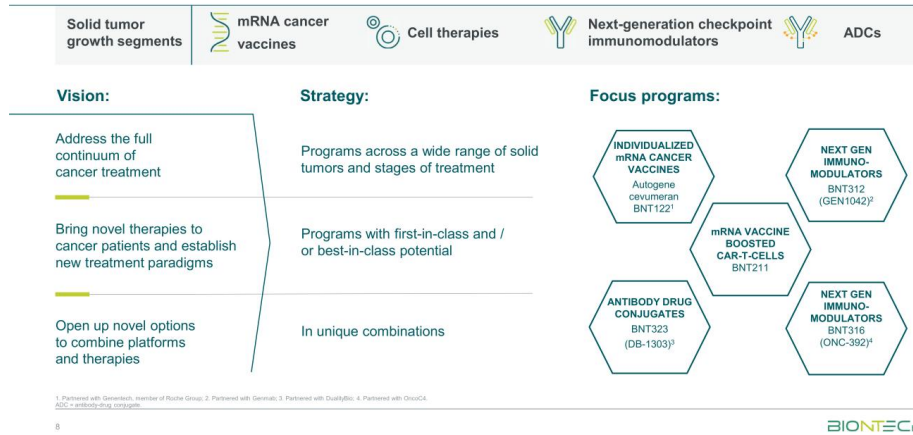 Solid tumor
growth segments
mRNA cancer
vaccines
Cell therapies
Next-generation checkpoint
immunomodulators
ADCs
Vision:
Strategy:
Focus programs:
Address the full
continuum of
cancer treatment
Programs across a wide range of solid
tumors and stages of treatment
Bring novel therapies to
cancer patients and establish
new treatment paradigms
Programs with first-in-class and /
or best-in-class potential
Open up novel options
to combine platforms
and therapies
In unique combinations
INDIVIDUALIZED
mRNA CANCER
VACCINES
Autogene
cevumeran
BNT122¹
NEXT GEN
IMMUNO-
MODULATORS
BNT312
(GEN1042)²
mRNA VACCINE
BOOSTED
CAR-T-CELLS
BNT211
ANTIBODY DRUG
CONJUGATES
BNT323
(DB-1303)³
NEXT GEN
IMMUNO-
MODULATORS
BNT316
(ONC-392)⁴
1. Partnered with Genentech, member of Roche Group; 2. Partnered with Genmab; 3. Partnered with DualityBio; 4. Partnered with OncoC4.
ADC = antibody-drug conjugate.
8
BIONTEC